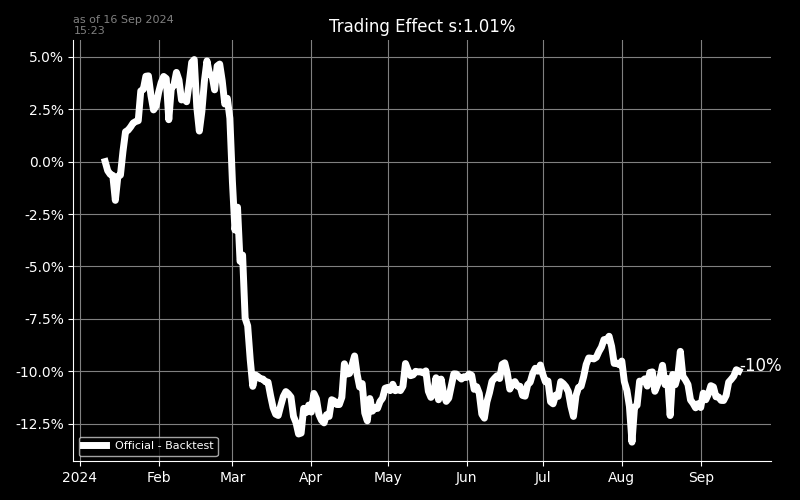 as of 16 Sep 2024
15:23
Trading Effect s:1.01%
5.0%
2.5%
0.0%
-2.5%
-5.0%
-7.5%
-10.0%
-12.5%
-10%
Official - Backtest
2024 Feb Mar Apr May Jun Jul Aug Sep